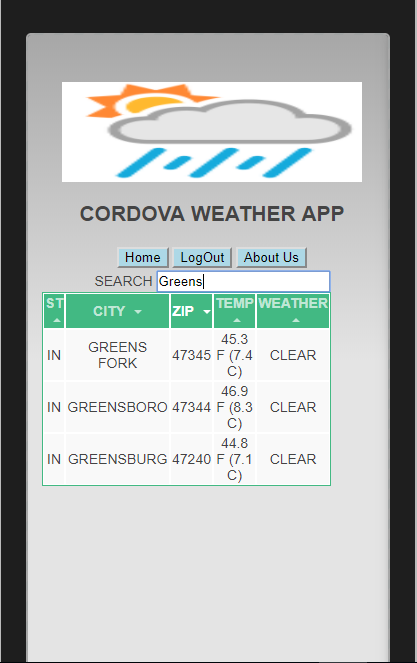 CORDOVA WEATHER APP
Home LogOut About Us
SEARCH Greens
ST CITY ZIP TEMP WEATHER
IN GREENS FORK 47345 45.3 F (7.4 C) CLEAR
IN GREENSBORO 47344 46.9 F (8.3 C) CLEAR
IN GREENSBURG 47240 44.8 F (7.1 C) CLEAR